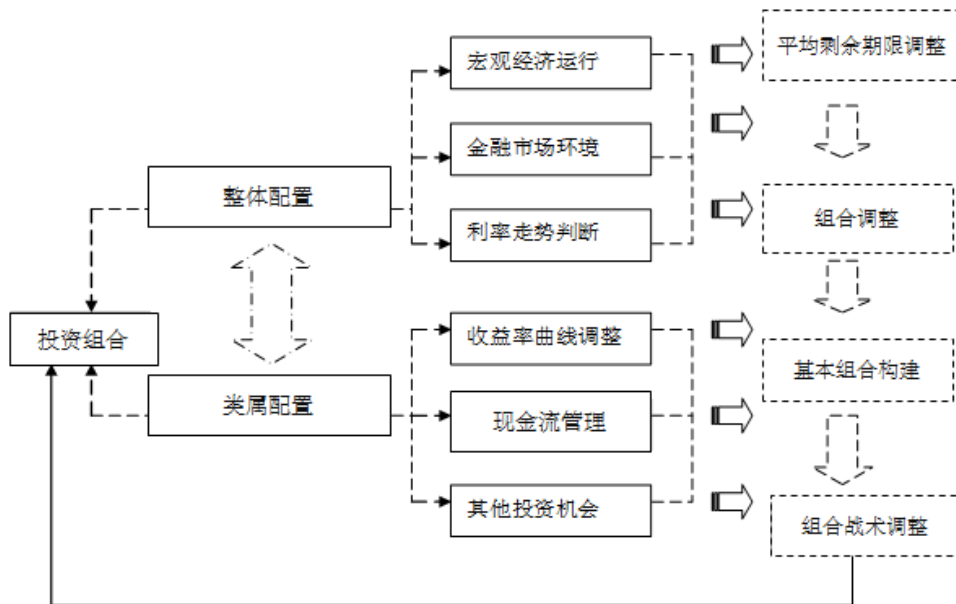 宏观经济运行
平均剩余期限调整
金融市场环境
整体配置
利率走势判断
组合调整
投资组合
收益率曲线调整
基本组合构建
类属配置
现金流管理
其他投资机会
组合战术调整